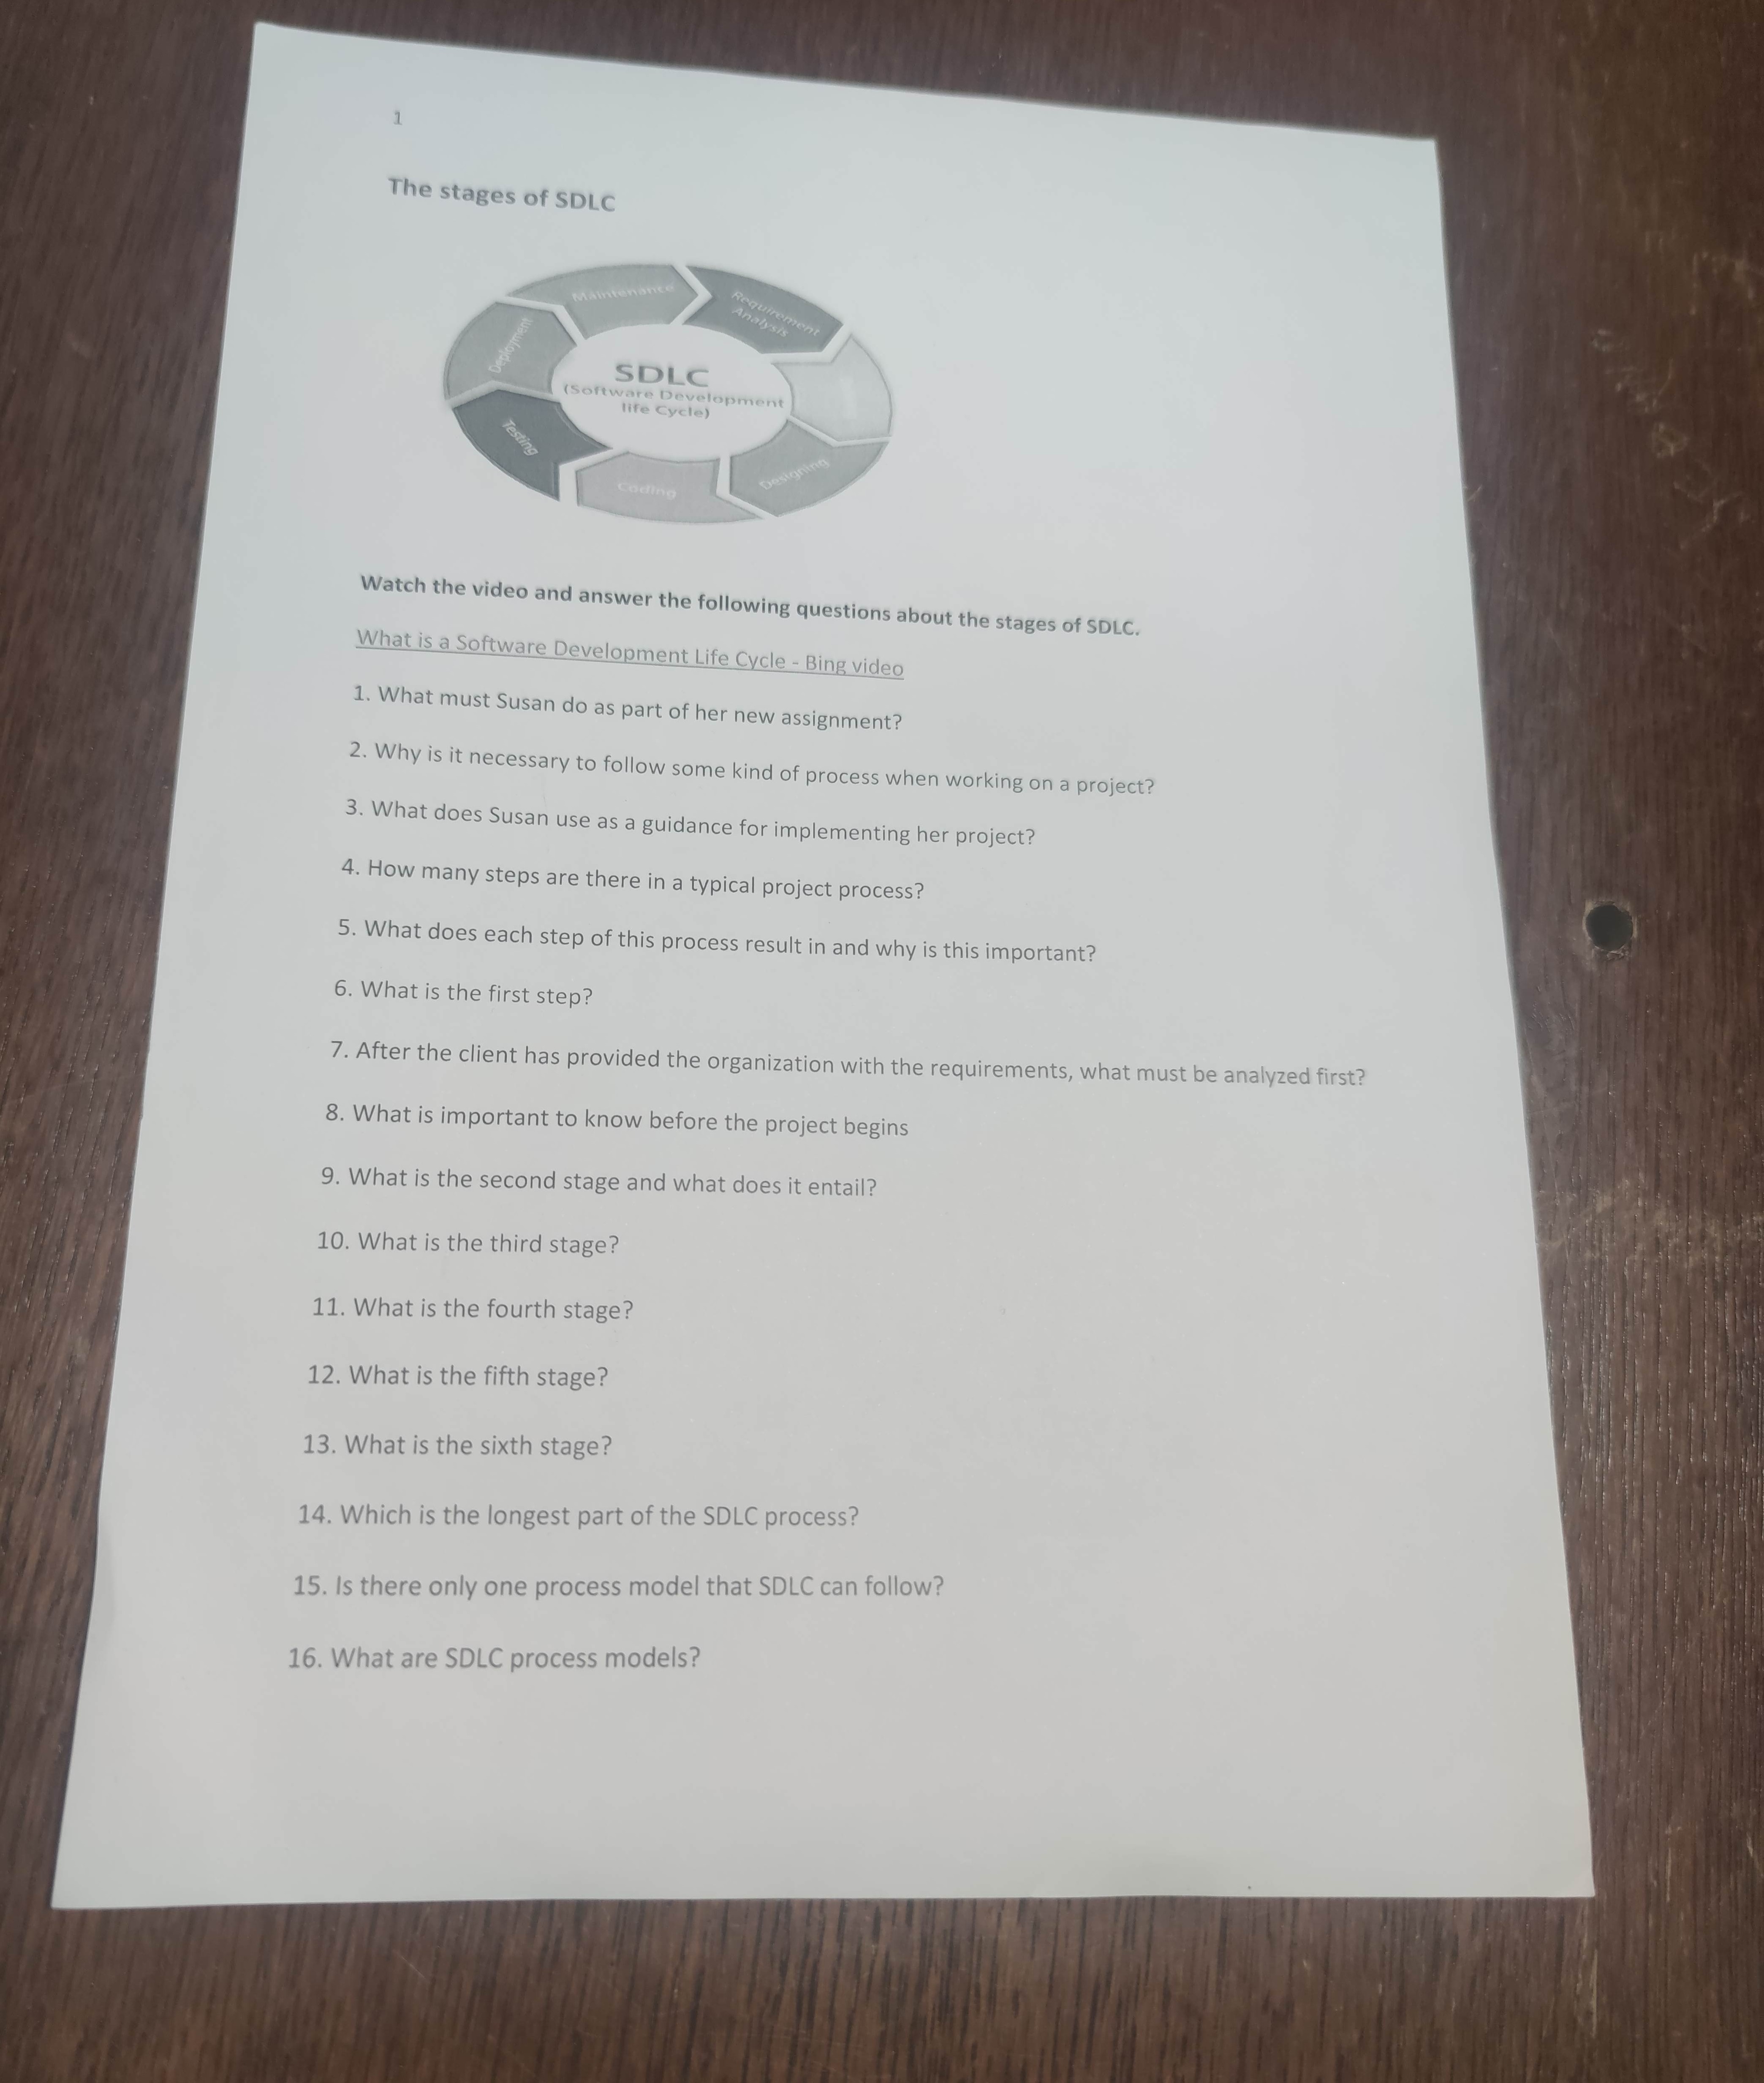 1
The stages of SDLC
Maintenance
Requirement
Analysis
Deployment
SDLC
(Software Development
life Cycle)
Testing
Coding
Designing
Watch the video and answer the following questions about the stages of SDLC.
What is a Software Development Life Cycle - Bing video
1. What must Susan do as part of her new assignment?
2. Why is it necessary to follow some kind of process when working on a project?
3. What does Susan use as a guidance for implementing her project?
4. How many steps are there in a typical project process?
5. What does each step of this process result in and why is this important?
6. What is the first step?
7. After the client has provided the organization with the requirements, what must be analyzed first?
8. What is important to know before the project begins
9. What is the second stage and what does it entail?
10. What is the third stage?
11. What is the fourth stage?
12. What is the fifth stage?
13. What is the sixth stage?
14. Which is the longest part of the SDLC process?
15. Is there only one process model that SDLC can follow?
16. What are SDLC process models?